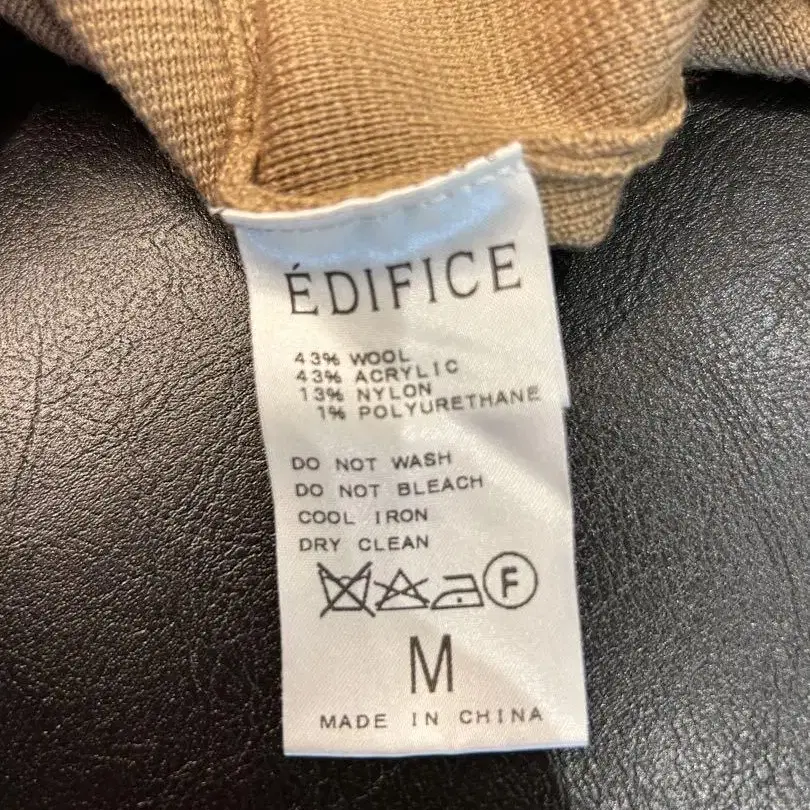 ÉDIFICE
43% WOOL
43% ACRYLIC
13% NYLON
1% POLYURETHANE
DO NOT WASH
DO NOT BLEACH
COOL IRON
DRY CLEAN
F
M
MADE IN CHINA